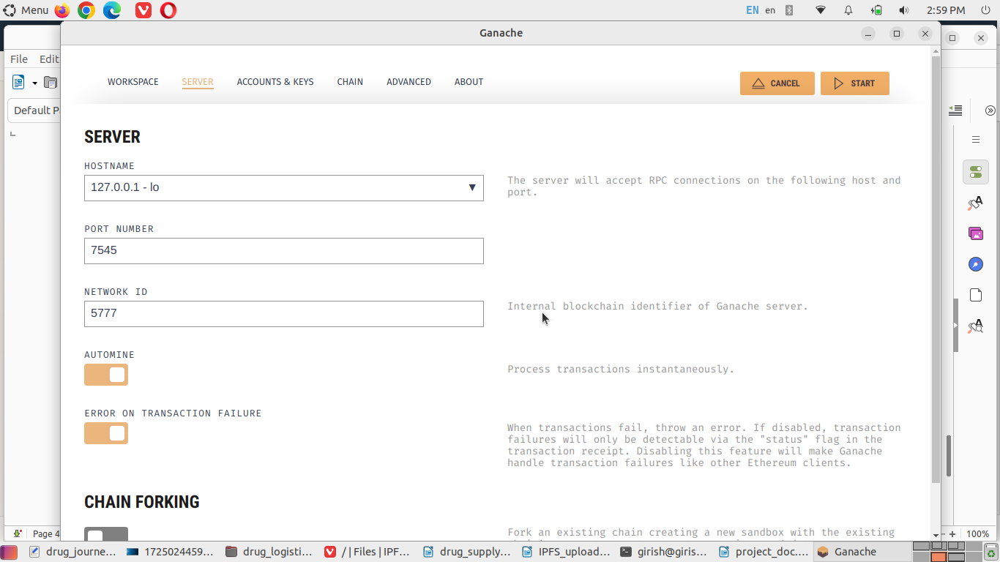 Menu
EN en
2:59 PM
Ganache
File Edit
WORKSPACE SERVER ACCOUNTS & KEYS CHAIN ADVANCED ABOUT
CANCEL START
Default P
SERVER
HOSTNAME
127.0.0.1 - lo
The server will accept RPC connections on the following host and
port.
PORT NUMBER
7545
NETWORK ID
5777
Internal blockchain identifier of Ganache server.
AUTOMINE
Process transactions instantaneously.
ERROR ON TRANSACTION FAILURE
When transactions fail, throw an error. If disabled, transaction
failures will only be detectable via the "status" flag in the
transaction receipt. Disabling this feature will make Ganache
handle transaction failures like other Ethereum clients.
CHAIN FORKING
Fork an existing chain creating a new sandbox with the existing
Page 4
100%
drug_journe... 1725024459... drug_logisti... / | Files | IPF... drug_supply... IPFS_upload... girish@giris... project_doc.... Ganache